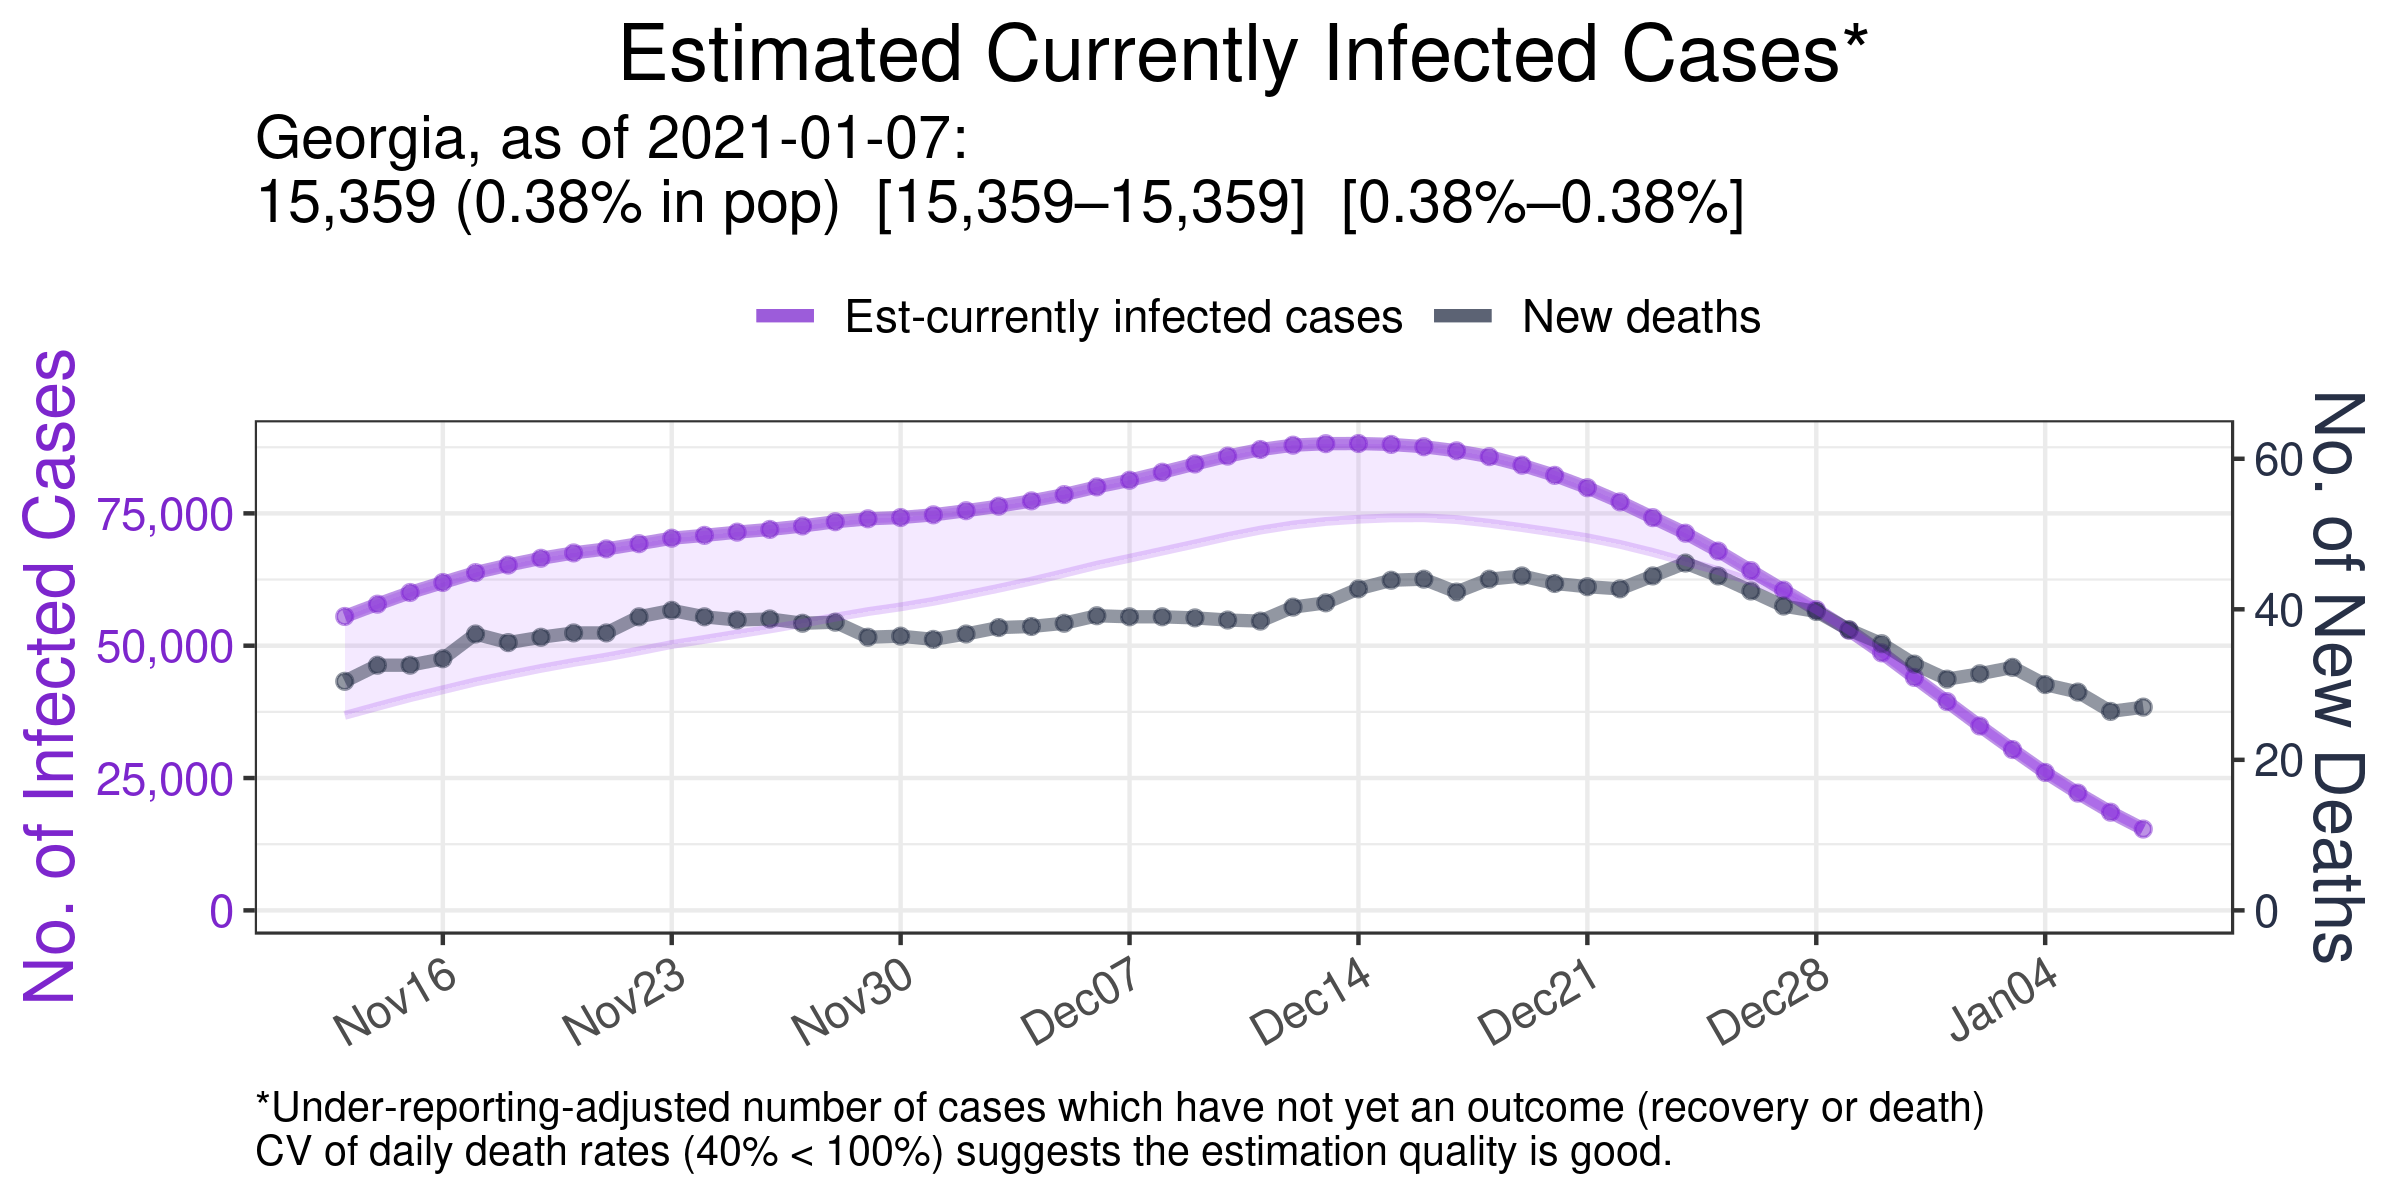 Estimated Currently Infected Cases*
Georgia, as of 2021-01-07:
15,359 (0.38% in pop)  [15,359–15,359]  [0.38%–0.38%]
Est-currently infected cases
New deaths
No. of Infected Cases
75,000
50,000
25,000
0
No. of New Deaths
60
40
20
0
Nov16
Nov23
Nov30
Dec07
Dec14
Dec21
Dec28
Jan04
*Under-reporting-adjusted number of cases which have not yet an outcome (recovery or death)
CV of daily death rates (40% < 100%) suggests the estimation quality is good.